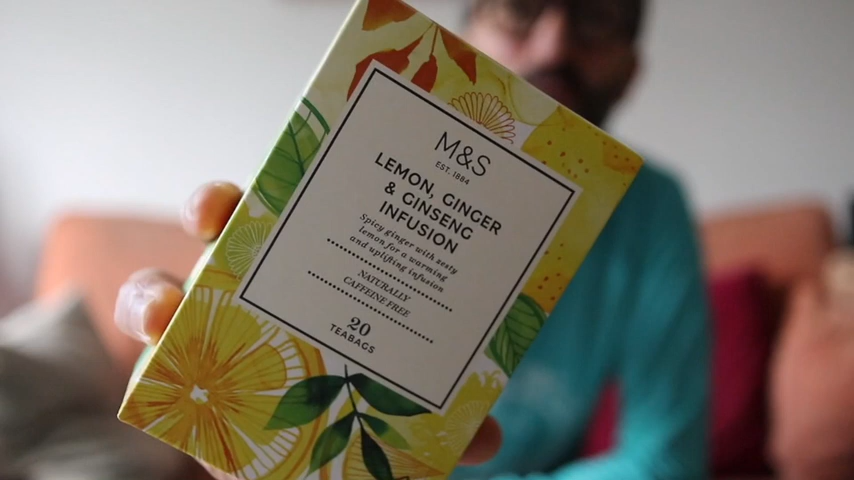 M&S
EST. 1884
LEMON, GINGER
& GINSENG
INFUSION
Spicy ginger with zesty
lemon for a warming
and uplifting infusion
NATURALLY
CAFFEINE FREE
20
TEABAGS